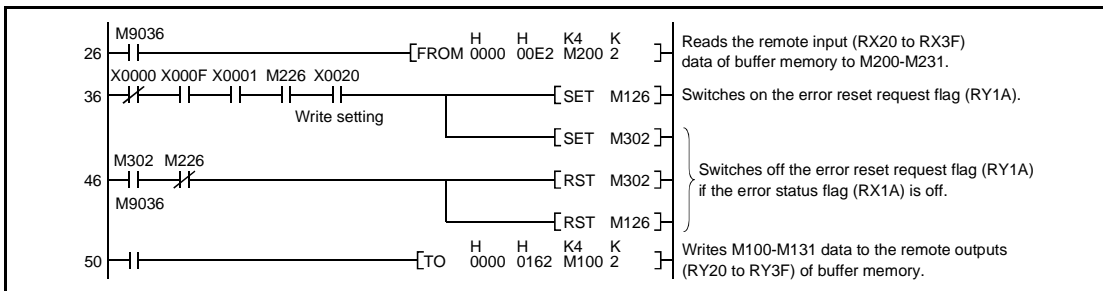 M9036
H H K4 K
26 FROM 0000 00E2 M200 2
Reads the remote input (RX20 to RX3F)
data of buffer memory to M200-M231.
X0000 X000F X0001 M226 X0020
36 SET M126
Switches on the error reset request flag (RY1A).
Write setting
SET M302
M302 M226
46 RST M302
Switches off the error reset request flag (RY1A)
if the error status flag (RX1A) is off.
M9036
RST M126
H H K4 K
50 TO 0000 0162 M100 2
Writes M100-M131 data to the remote outputs
(RY20 to RY3F) of buffer memory.